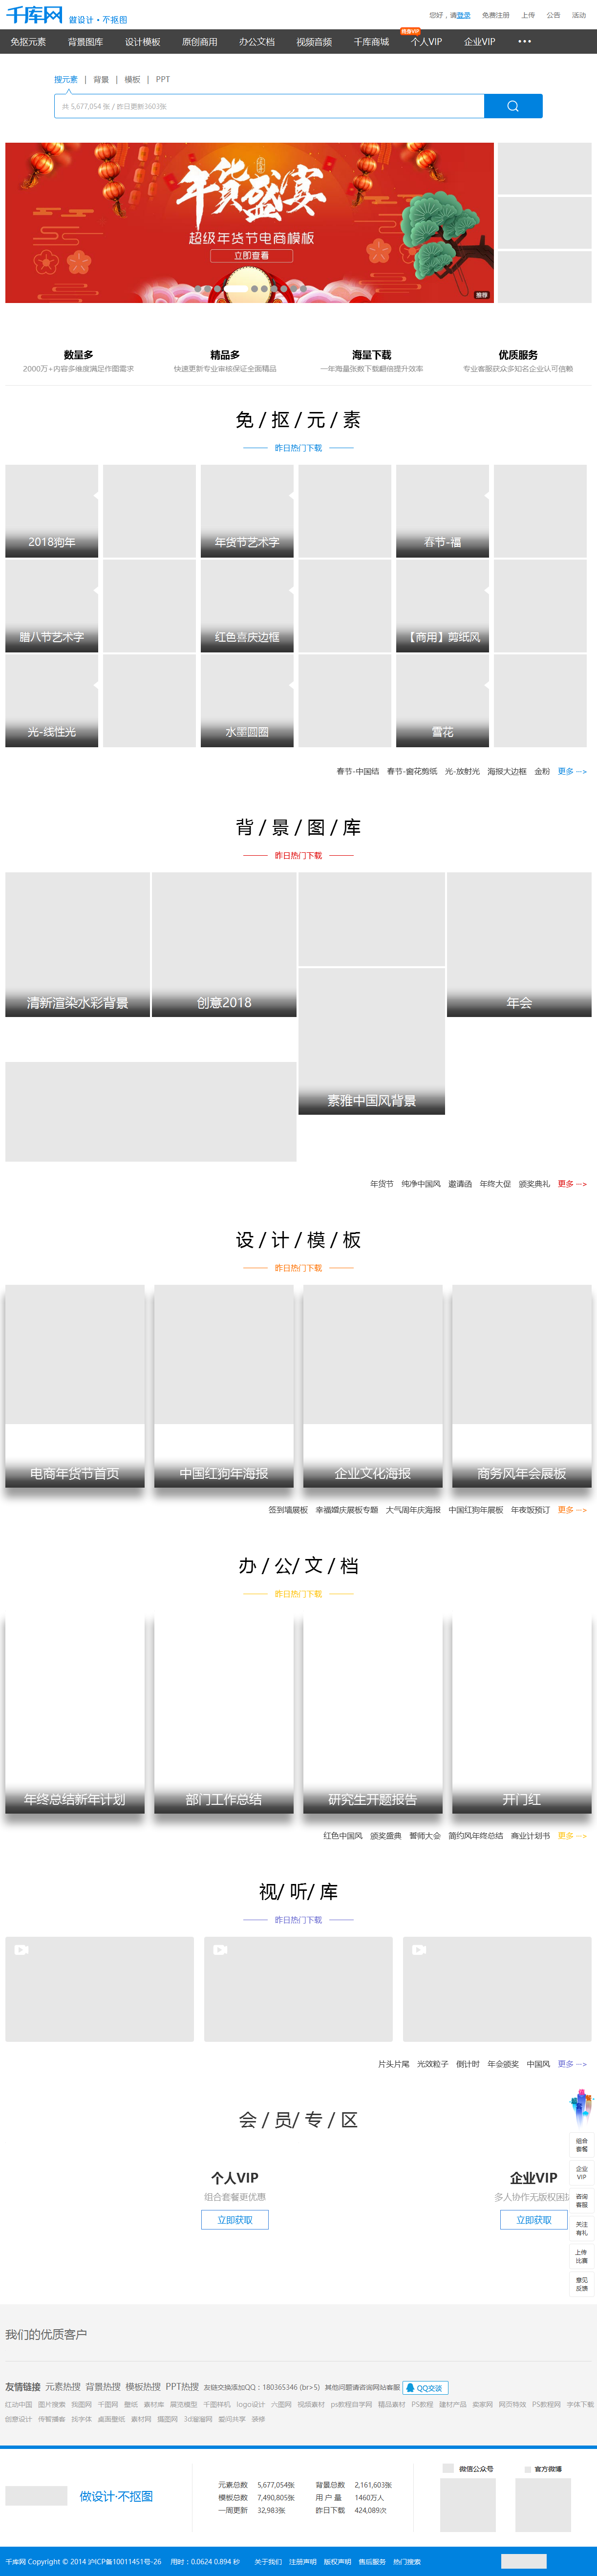 千库网 做设计·不抠图
您好，请登录 免费注册 上传 公告 活动
免抠元素 背景图库 设计模板 原创商用 办公文档 视频音频 千库商城 个人VIP 企业VIP
搜元素 | 背景 | 模板 | PPT
共 5,677,054 张 / 昨日更新3603张
年货盛宴
超级年货节电商模板
立即查看
推荐
数量多 精品多 海量下载 优质服务
2000万+内容多维度满足作图需求 快速更新专业审核保证全面精品 一年海量张数下载翻倍提升效率 专业客服获众多知名企业认可信赖
免 / 抠 / 元 / 素
昨日热门下载
2018狗年 年货节艺术字 春节-福
腊八节艺术字 红色喜庆边框 【商用】剪纸风
光-线性光 水墨圆圈 雪花
春节-中国结 春节-窗花剪纸 光-放射光 海报大边框 金粉 更多 -->
背 / 景 / 图 / 库
昨日热门下载
清新渲染水彩背景 创意2018 年会
素雅中国风背景
年货节 纯净中国风 邀请函 年终大促 颁奖典礼 更多 -->
设 / 计 / 模 / 板
昨日热门下载
电商年货节首页 中国红狗年海报 企业文化海报 商务风年会展板
签到墙展板 幸福婚庆展板专题 大气周年庆海报 中国红狗年展板 年夜饭预订 更多 -->
办 / 公/ 文 / 档
昨日热门下载
年终总结新年计划 部门工作总结 研究生开题报告 开门红
红色中国风 颁奖盛典 誓师大会 简约风年终总结 商业计划书 更多 -->
视/ 听/ 库
昨日热门下载
片头片尾 光效粒子 倒计时 年会颁奖 中国风 更多 -->
会 / 员/ 专 / 区
个人VIP 企业VIP
组合套餐更优惠 多人协作无版权困扰
立即获取 立即获取
组合套餐
企业VIP
咨询客服
关注有礼
上传比赛
意见反馈
我们的优质客户
友情链接 元素热搜 背景热搜 模板热搜 PPT热搜 友链交换添加QQ：180365346 (br>5) 其他问题请咨询网站客服 QQ交谈
红动中国 图片搜索 我图网 千图网 壁纸 素材库 展览模型 千图样机 logo设计 六图网 视频素材 ps教程自学网 精品素材 PS教程 建材产品 卖家网 网页特效 PS教程网 字体下载
创意设计 传智播客 找字体 桌面壁纸 素材网 懒图网 3d溜溜网 爱问共享 装修
做设计·不抠图
元素总数 5,677,054张 背景总数 2,161,603张
模板总数 7,490,805张 用 户 量 1460万人
一周更新 32,983张 昨日下载 424,089次
微信公众号 官方微博
千库网 Copyright © 2014 沪ICP备10011451号-26 用时：0.0624 0.894 秒 关于我们 注册声明 版权声明 售后服务 热门搜索